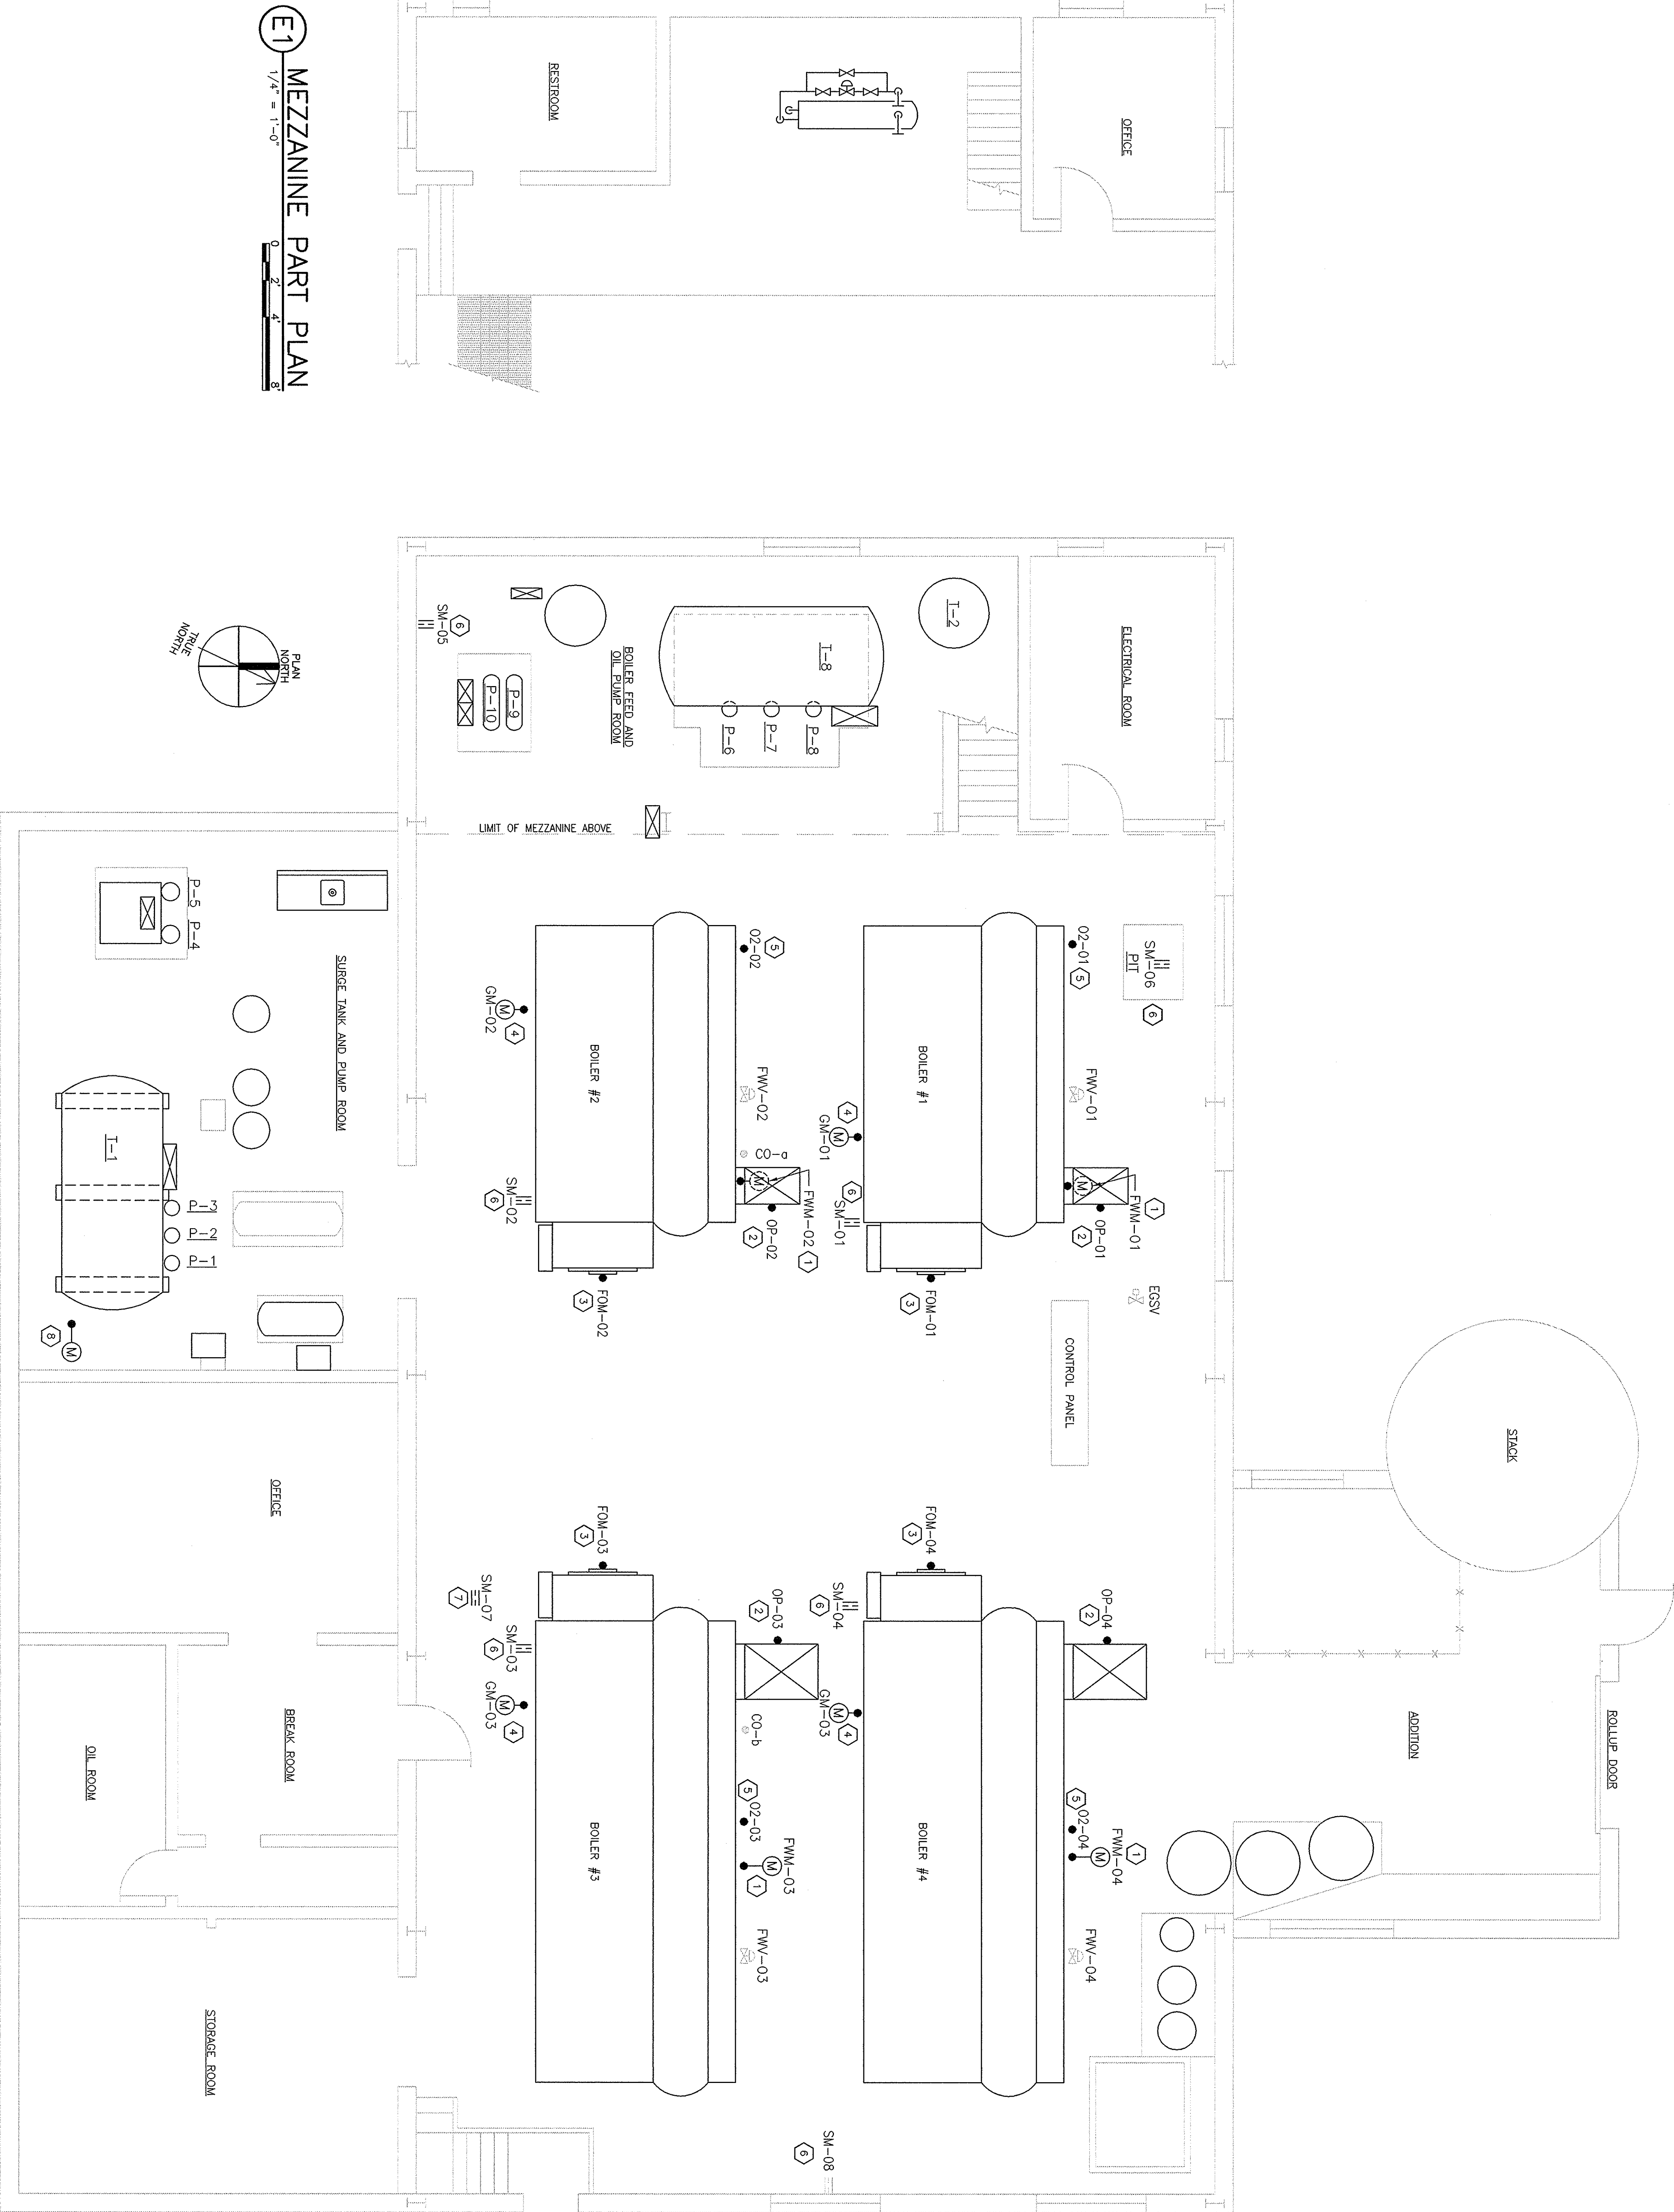 STACK
ROLLUP DOOR
ADDITION
OFFICE
RESTROOM
E1
MEZZANINE PART PLAN
1/4" = 1'-0"
0 2' 4' 8'
ELECTRICAL ROOM
T-2
T-8
P-8
P-7
P-6
BOILER FEED AND
OIL PUMP ROOM
P-9
P-10
6
SM-05
LIMIT OF MEZZANINE ABOVE
PLAN
NORTH
TRUE
NORTH
SM-06
PIT
6
O2-01
5
FWV-01
1
FWM-01
M
OP-01
2
EGSV
CONTROL PANEL
BOILER #1
FOM-01
3
4
M
GM-01
6
SM-01
5
O2-02
FWV-02
CO-a
M
FWM-02
1
OP-02
2
BOILER #2
FOM-02
3
M
4
GM-02
SM-02
6
OP-04
2
5
O2-04
1
FWM-04
M
FWV-04
BOILER #4
FOM-04
3
SM-04
6
GM-03
M
4
OP-03
2
CO-b
5
O2-03
FWM-03
M
1
FWV-03
BOILER #3
FOM-03
3
SM-07
7
SM-03
6
GM-03
M
4
SM-08
6
SURGE TANK AND PUMP ROOM
P-5
P-4
T-1
P-3
P-2
P-1
M
8
OFFICE
BREAK ROOM
OIL ROOM
STORAGE ROOM